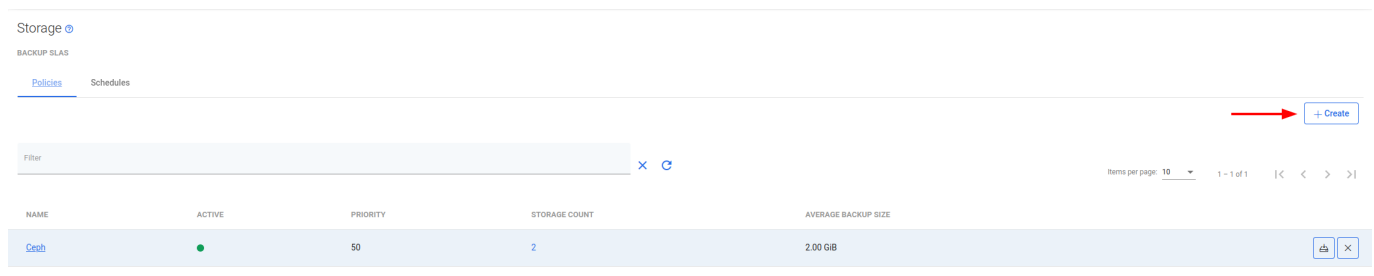 Storage
BACKUP SLAS
Policies Schedules
+ Create
Filter
Items per page: 10 1 – 1 of 1
NAME ACTIVE PRIORITY STORAGE COUNT AVERAGE BACKUP SIZE
Ceph 50 2 2.00 GiB